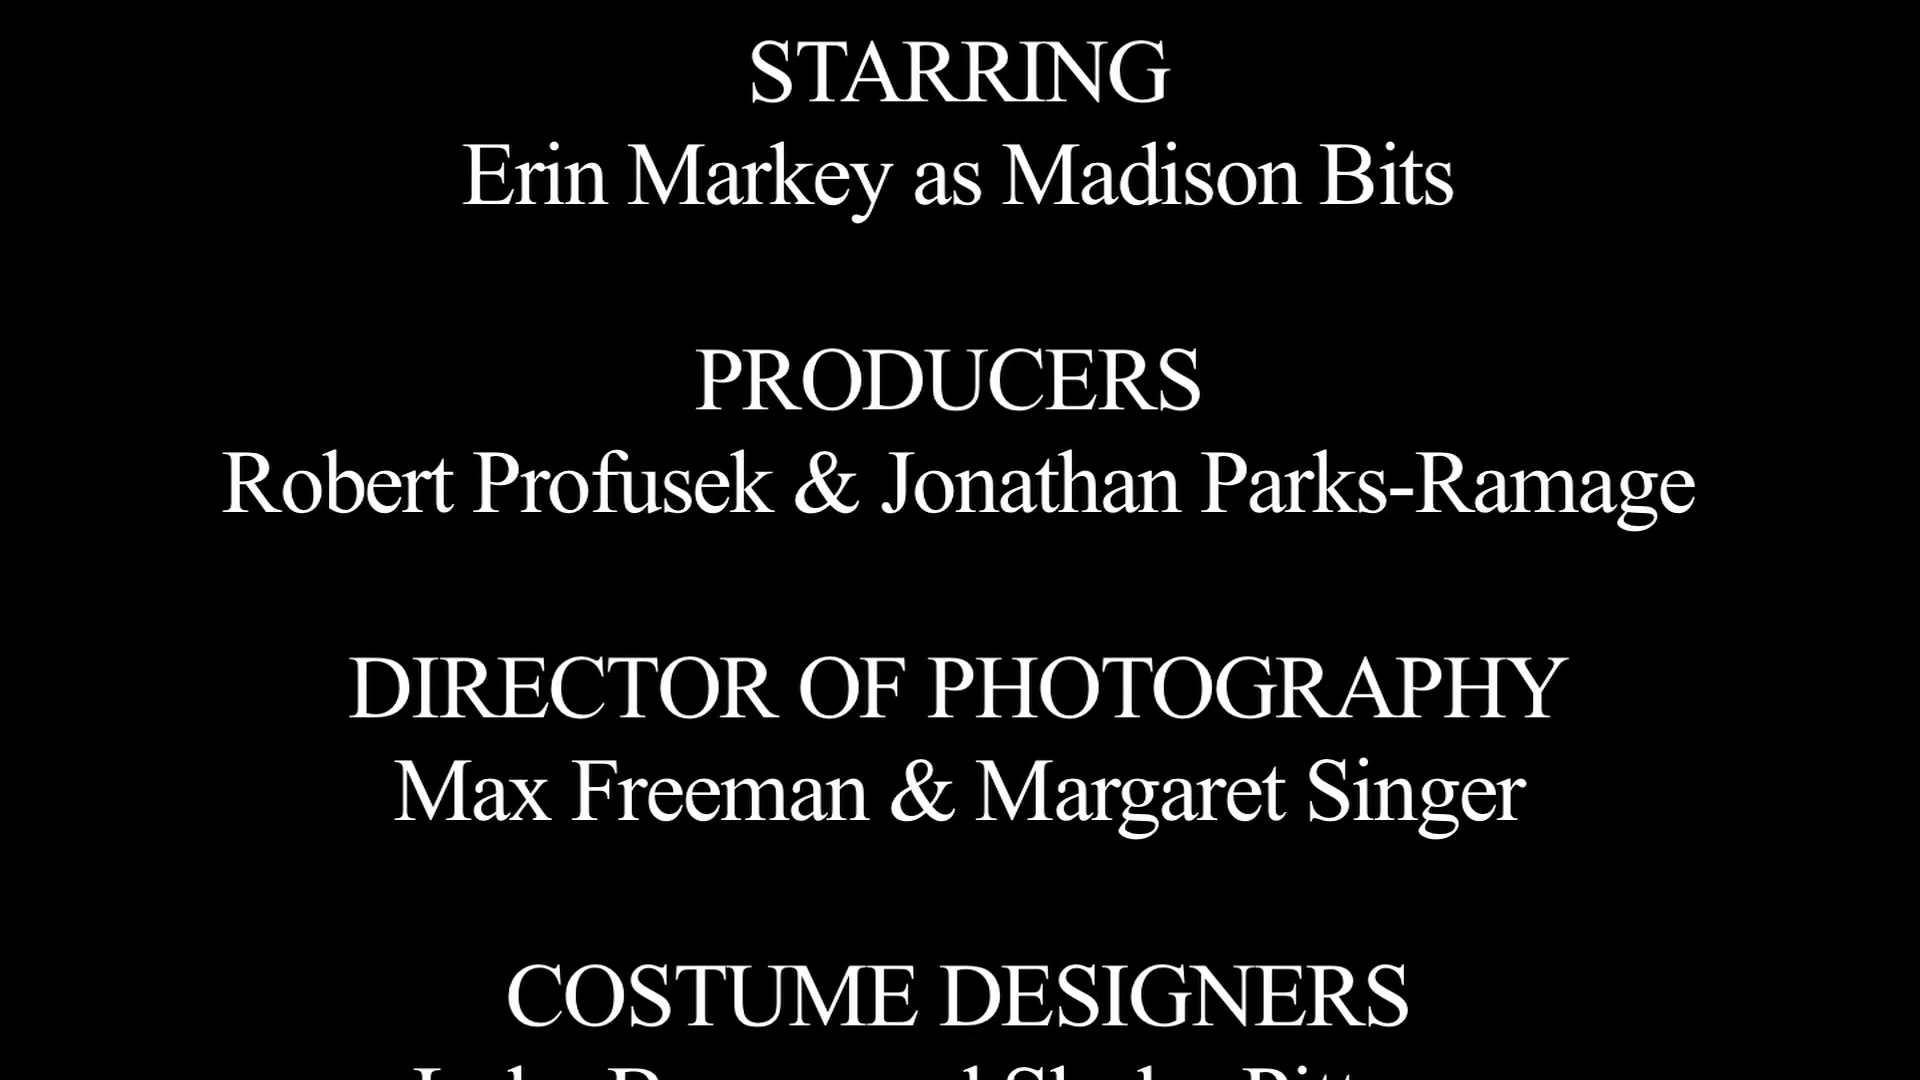 STARRING
Erin Markey as Madison Bits
PRODUCERS
Robert Profusek & Jonathan Parks-Ramage
DIRECTOR OF PHOTOGRAPHY
Max Freeman & Margaret Singer
COSTUME DESIGNERS